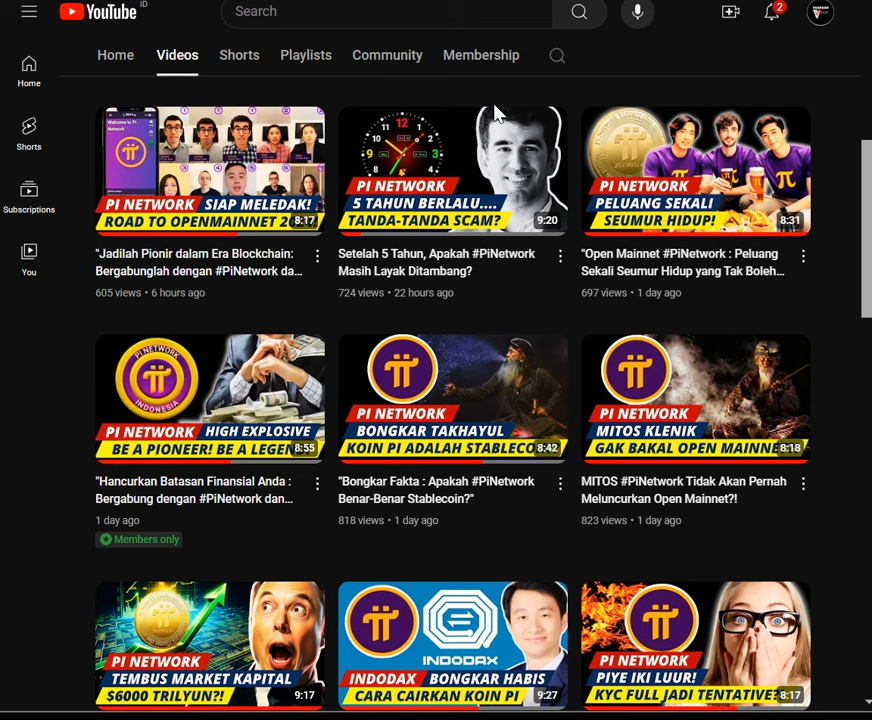 YouTube ID
Search
2
Home
Videos
Shorts
Playlists
Community
Membership
Home
Shorts
Subscriptions
You
Welcome to Pi
Network
PI NETWORK SIAP MELEDAK!
ROAD TO OPENMAINNET 2
8:17
"Jadilah Pionir dalam Era Blockchain:
Bergabunglah dengan #PiNetwork da...
605 views • 6 hours ago
12
9
3
PI NETWORK
5 TAHUN BERLALU....
TANDA-TANDA SCAM?
9:20
Setelah 5 Tahun, Apakah #PiNetwork
Masih Layak Ditambang?
724 views • 22 hours ago
PI NETWORK
PELUANG SEKALI
SEUMUR HIDUP!
8:31
"Open Mainnet #PiNetwork : Peluang
Sekali Seumur Hidup yang Tak Boleh...
697 views • 1 day ago
PI NETWORK
INDONESIA
PI NETWORK HIGH EXPLOSIVE
BE A PIONEER! BE A LEGEN
8:55
"Hancurkan Batasan Finansial Anda :
Bergabung dengan #PiNetwork dan...
1 day ago
Members only
PI NETWORK
BONGKAR TAKHAYUL
KOIN PI ADALAH STABLECO
8:42
"Bongkar Fakta : Apakah #PiNetwork
Benar-Benar Stablecoin?"
818 views • 1 day ago
PI NETWORK
MITOS KLENIK
GAK BAKAL OPEN MAINN
8:18
MITOS #PiNetwork Tidak Akan Pernah
Meluncurkan Open Mainnet?!
823 views • 1 day ago
PI NETWORK
TEMBUS MARKET KAPITAL
$6000 TRILYUN?!
9:17
INDODAX
INDODAX BONGKAR HABIS
CARA CAIRKAN KOIN PI
9:27
PI NETWORK
PIYE IKI LUUR!
KYC FULL JADI TENTATIVE?
8:17